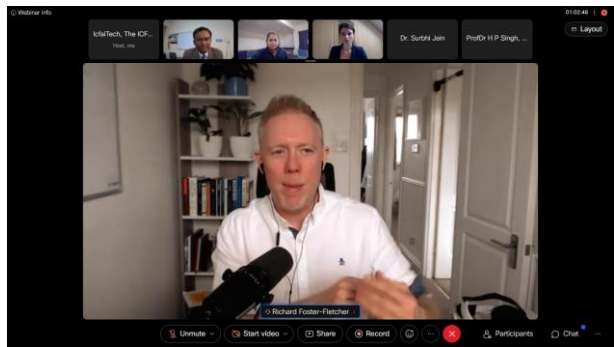 Webinar info
01:02:46
Layout
IcfaiTech, The ICF...
Host, me
Dr. Surbhi Jain
ProfDr H P Singh, ...
Richard Foster-Fletcher
Unmute
Start video
Share
Record
Participants
Chat